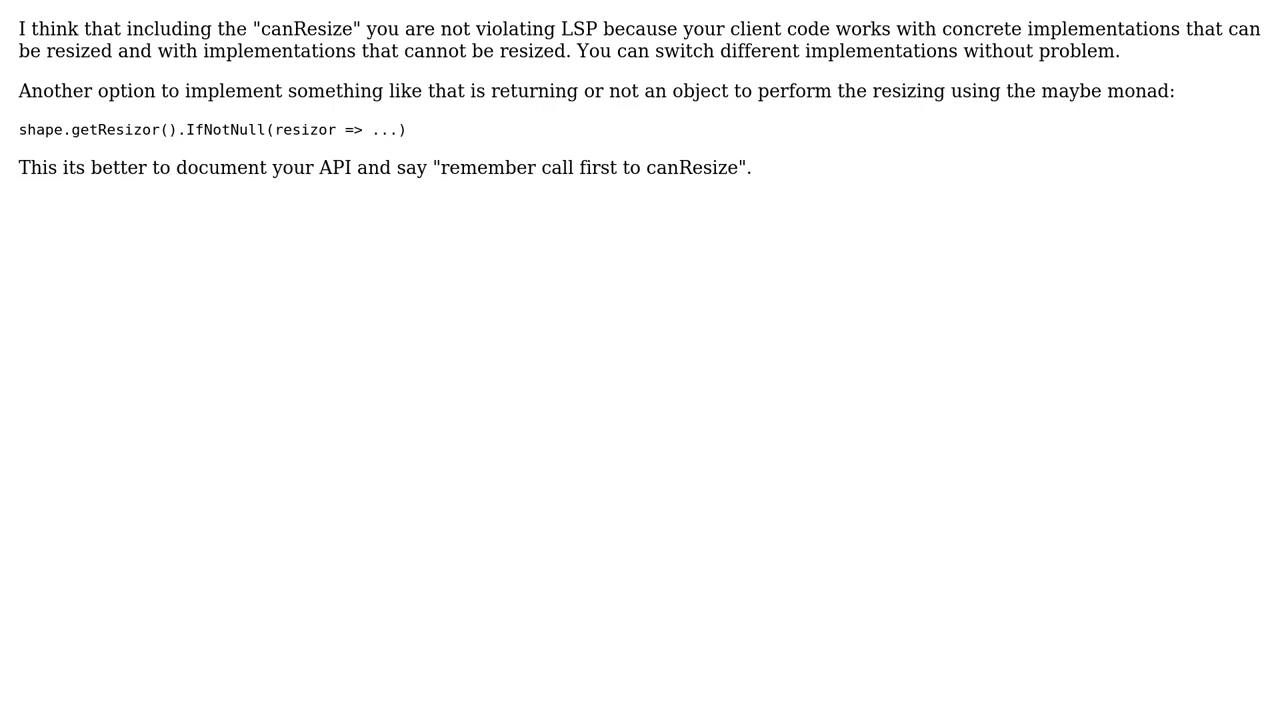 I think that including the "canResize" you are not violating LSP because your client code works with concrete implementations that can
be resized and with implementations that cannot be resized. You can switch different implementations without problem.
Another option to implement something like that is returning or not an object to perform the resizing using the maybe monad:
shape.getResizor().IfNotNull(resizor => ...)
This its better to document your API and say "remember call first to canResize".